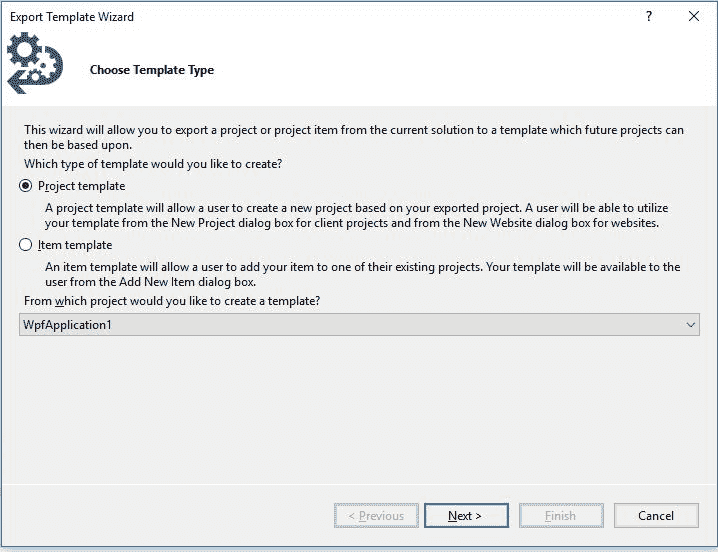 Export Template Wizard
?
Choose Template Type
This wizard will allow you to export a project or project item from the current solution to a template which future projects can
then be based upon.
Which type of template would you like to create?
Project template
A project template will allow a user to create a new project based on your exported project. A user will be able to utilize
your template from the New Project dialog box for client projects and from the New Website dialog box for websites.
Item template
An item template will allow a user to add your item to one of their existing projects. Your template will be available to the
user from the Add New Item dialog box.
From which project would you like to create a template?
WpfApplication1
< Previous
Next >
Finish
Cancel